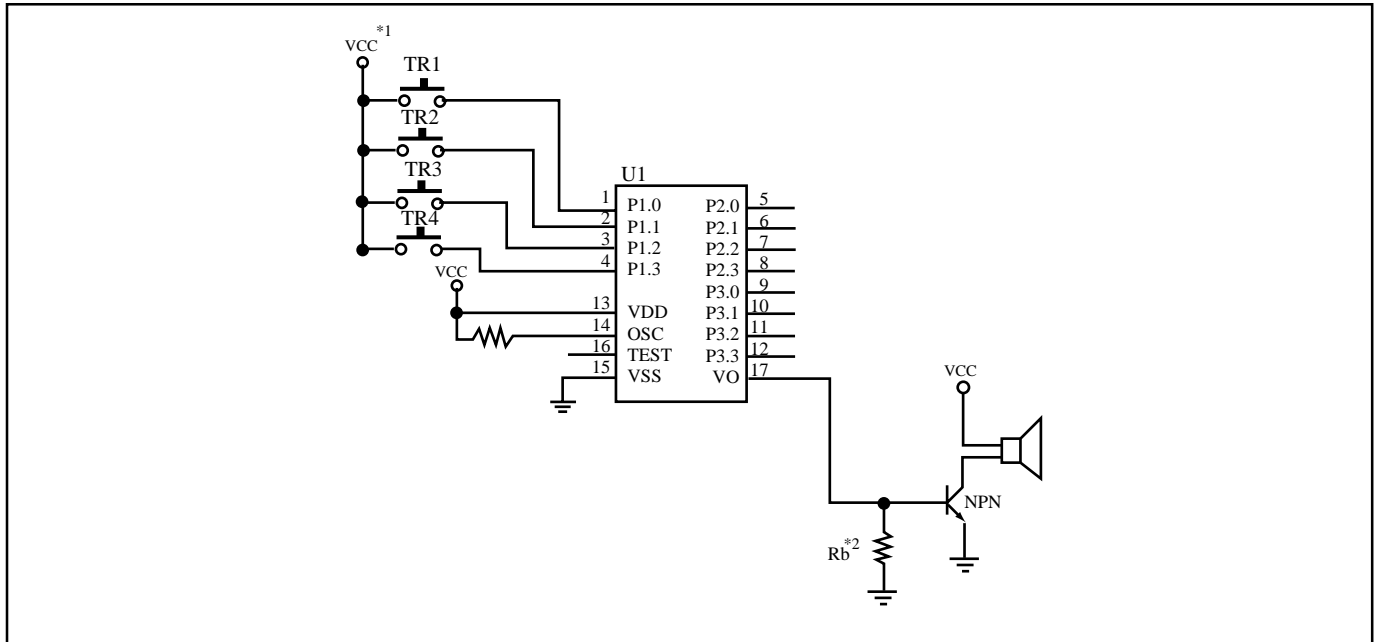 VCC *1
TR1
TR2
TR3
TR4
VCC
U1
1 P1.0 P2.0 5
2 P1.1 P2.1 6
3 P1.2 P2.2 7
4 P1.3 P2.3 8
P3.0 9
13 VDD P3.1 10
14 OSC P3.2 11
16 TEST P3.3 12
15 VSS VO 17
VCC
NPN
Rb *2